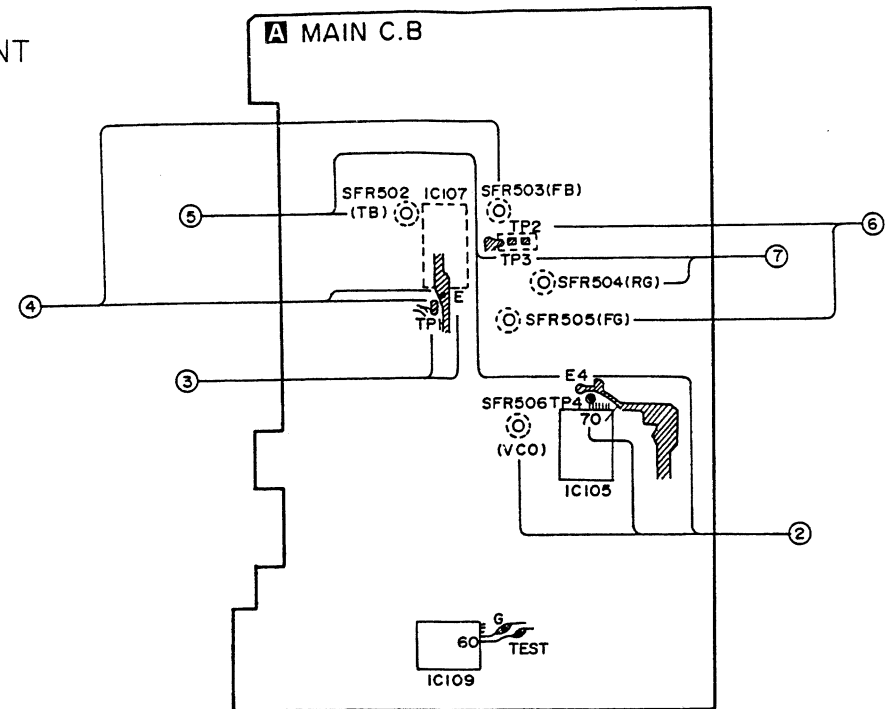 A MAIN C.B
NT
SFR502
(TB)
IC107
SFR503(FB)
TP2
TP3
5
6
7
SFR504(RG)
4
E
TP1
SFR505(FG)
3
E4
SFR506
TP4
70
(VCO)
IC105
2
G
60
TEST
IC109